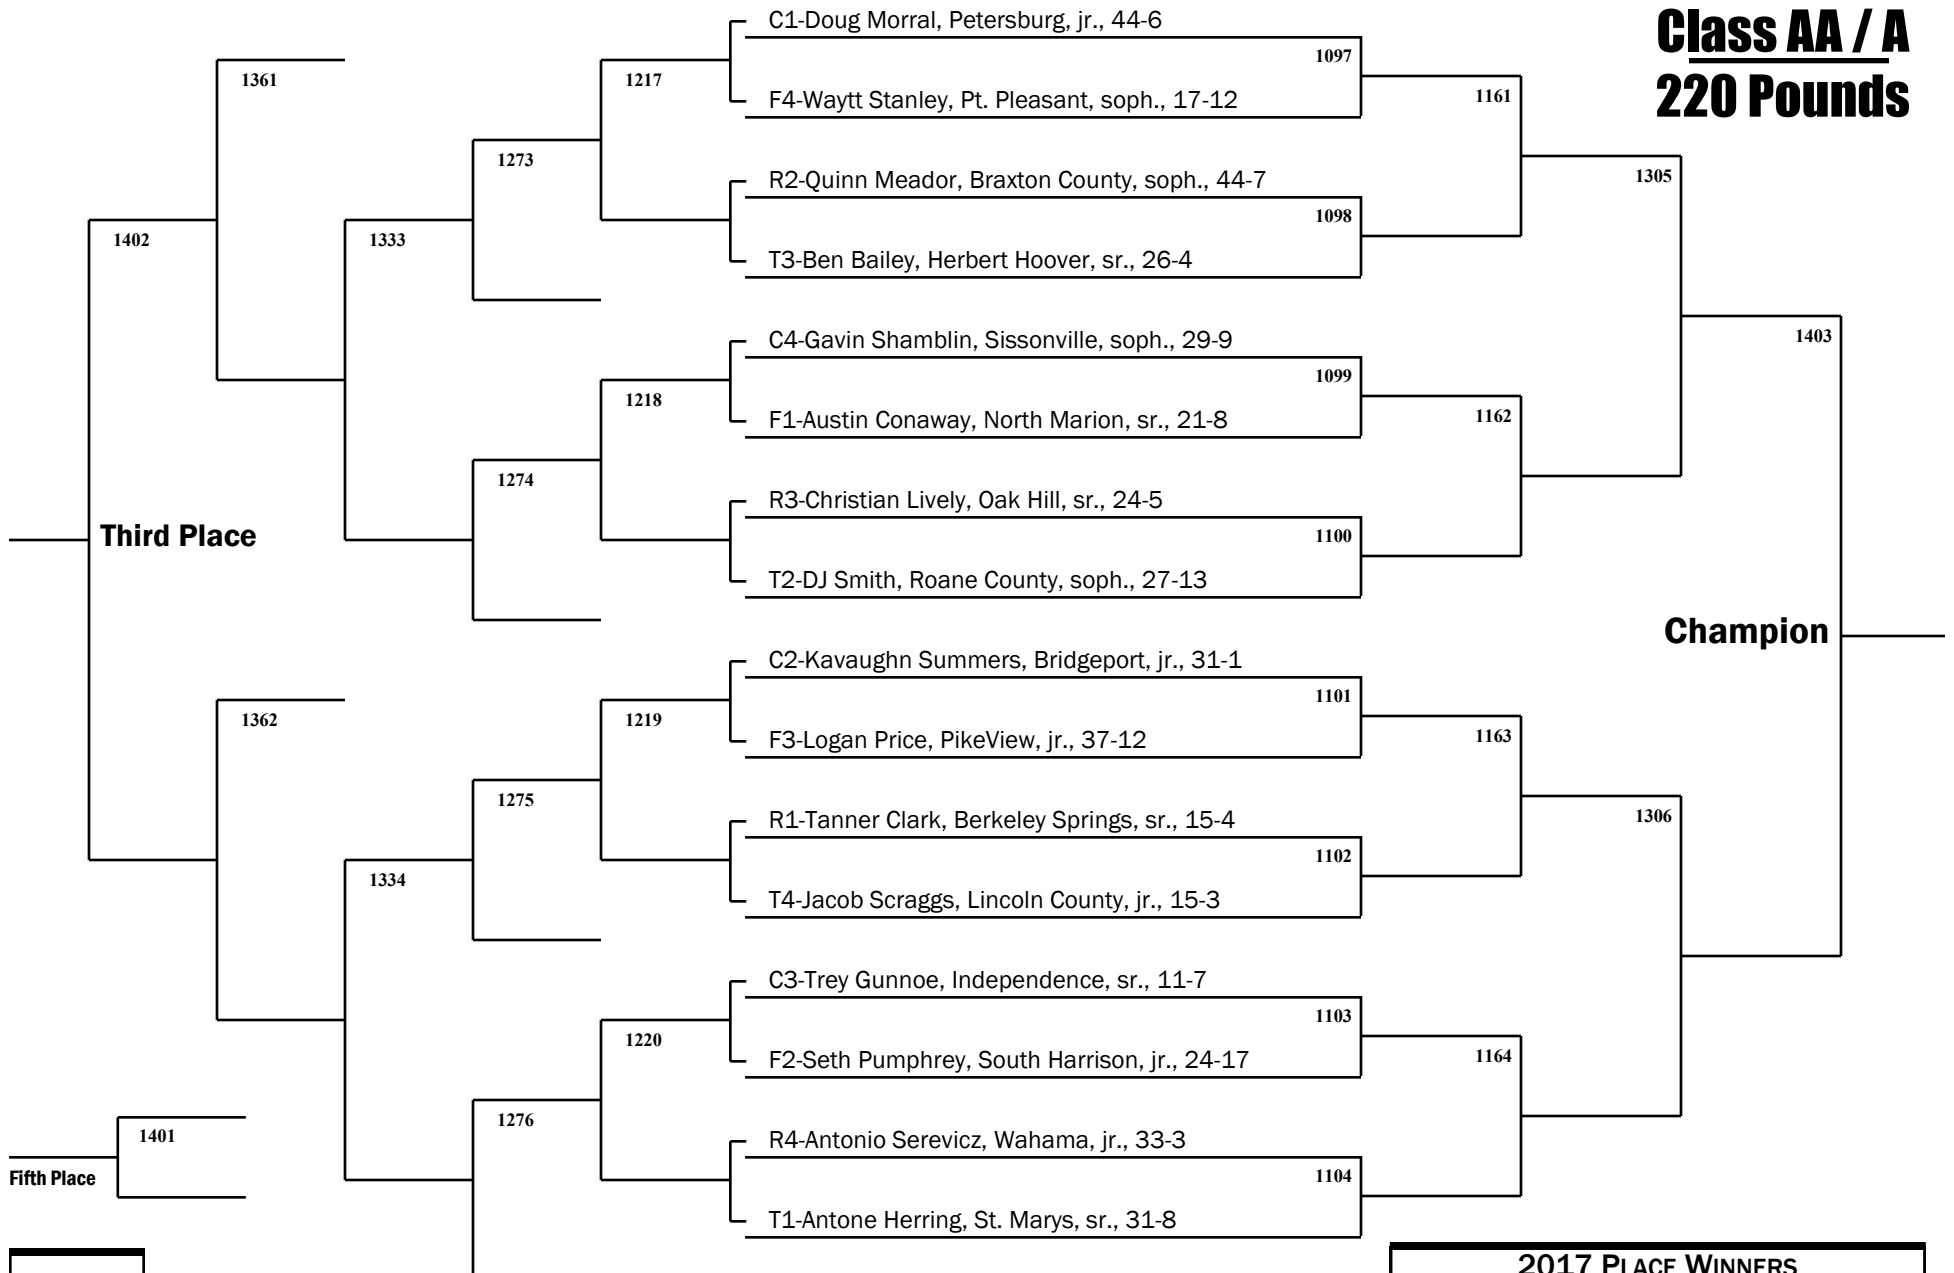 Class AA / A
220 Pounds
C1-Doug Morral, Petersburg, jr., 44-6
1097
1361
1217
F4-Waytt Stanley, Pt. Pleasant, soph., 17-12
1161
1273
R2-Quinn Meador, Braxton County, soph., 44-7
1305
1098
1402
1333
T3-Ben Bailey, Herbert Hoover, sr., 26-4
C4-Gavin Shamblin, Sissonville, soph., 29-9
1403
1099
1218
F1-Austin Conaway, North Marion, sr., 21-8
1162
1274
R3-Christian Lively, Oak Hill, sr., 24-5
Third Place
1100
T2-DJ Smith, Roane County, soph., 27-13
Champion
C2-Kavaughn Summers, Bridgeport, jr., 31-1
1101
1362
1219
F3-Logan Price, PikeView, jr., 37-12
1163
1275
R1-Tanner Clark, Berkeley Springs, sr., 15-4
1306
1102
1334
T4-Jacob Scraggs, Lincoln County, jr., 15-3
C3-Trey Gunnoe, Independence, sr., 11-7
1103
1220
F2-Seth Pumphrey, South Harrison, jr., 24-17
1164
1276
1401
R4-Antonio Serevicz, Wahama, jr., 33-3
Fifth Place
1104
T1-Antone Herring, St. Marys, sr., 31-8
2017 PLACE WINNERS